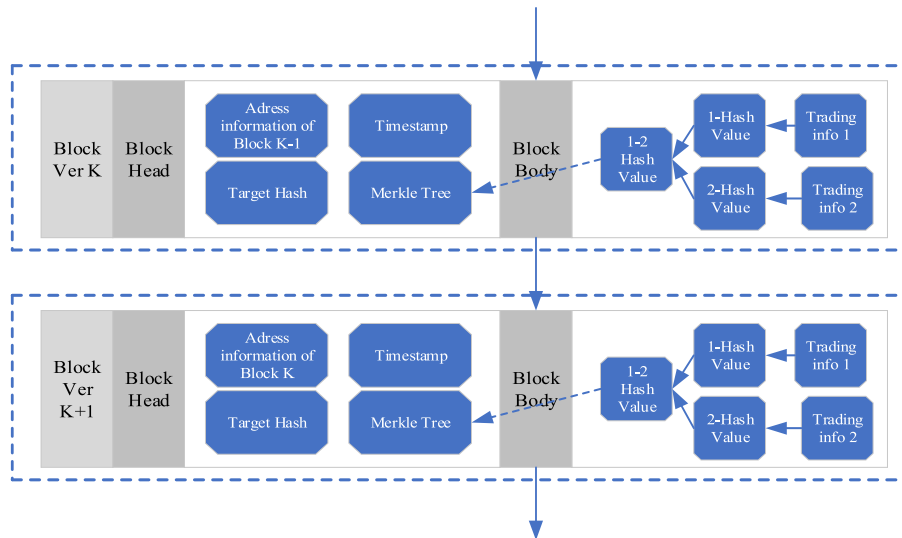 Block
Ver K
Block
Head
Adress
information of
Block K-1
Timestamp
Target Hash
Merkle Tree
Block
Body
1-2
Hash
Value
1-Hash
Value
Trading
info 1
2-Hash
Value
Trading
info 2
Block
Ver
K+1
Block
Head
Adress
information of
Block K
Timestamp
Target Hash
Merkle Tree
Block
Body
1-2
Hash
Value
1-Hash
Value
Trading
info 1
2-Hash
Value
Trading
info 2